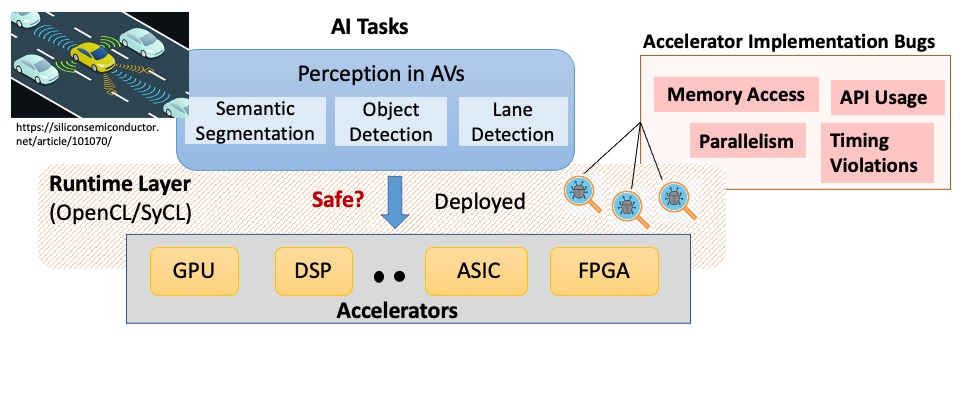 AI Tasks
Accelerator Implementation Bugs
Perception in AVs
Semantic
Segmentation
Object
Detection
Lane
Detection
Memory Access
API Usage
Parallelism
Timing
Violations
https://siliconsemiconductor.
net/article/101070/
Runtime Layer
(OpenCL/SyCL)
Safe?
Deployed
GPU
DSP
ASIC
FPGA
Accelerators